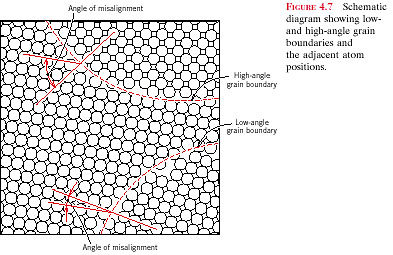 Angle of misalignment
FIGURE 4.7 Schematic
diagram showing low-
and high-angle grain
boundaries and
the adjacent atom
positions.
High-angle
grain boundary
Low-angle
grain boundary
Angle of misalignment